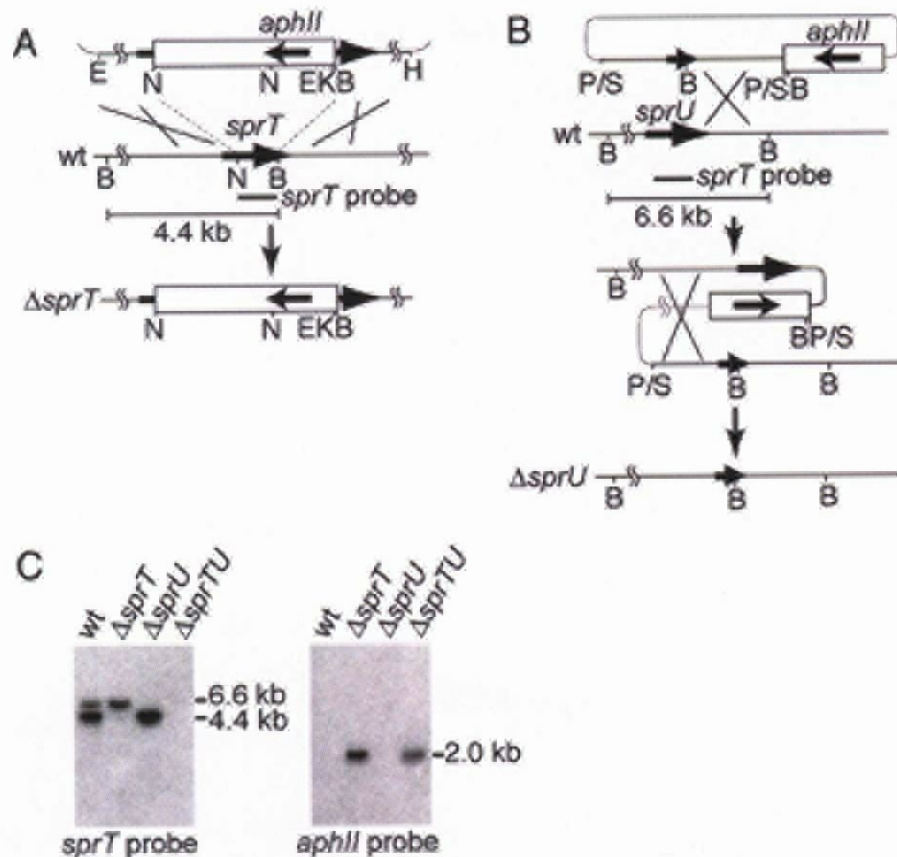 A
aphII
E N N EKB H
sprT
wt
B N B
sprT probe
4.4 kb
ΔsprT
N N EKB
B
aphII
P/S B P/SB
sprU
wt
B B
sprT probe
6.6 kb
B
BP/S
P/S B B
ΔsprU
B B B
C
wt ΔsprT ΔsprU ΔsprTU
-6.6 kb
-4.4 kb
sprT probe
wt ΔsprT ΔsprU ΔsprTU
-2.0 kb
aphII probe